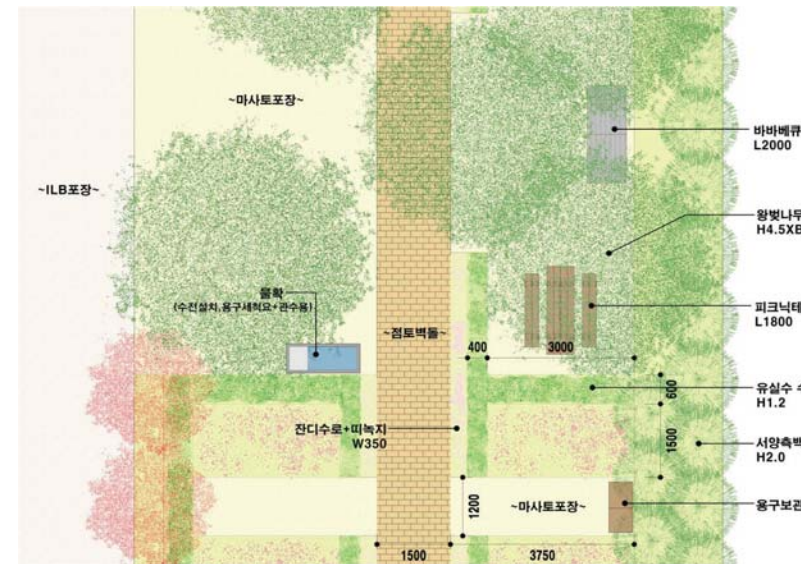 ~마사토포장~
바바베큐
L2000
~ILB포장~
왕벚나무
H4.5XB
물확
(수전설치,용구세척요+관수용)
피크닉테
L1800
~점토벽돌~
400
3000
유실수 수
H1.2
600
잔디수로+띠녹지
W350
1500
서양측백
H2.0
1200
~마사토포장~
용구보관
1500
3750